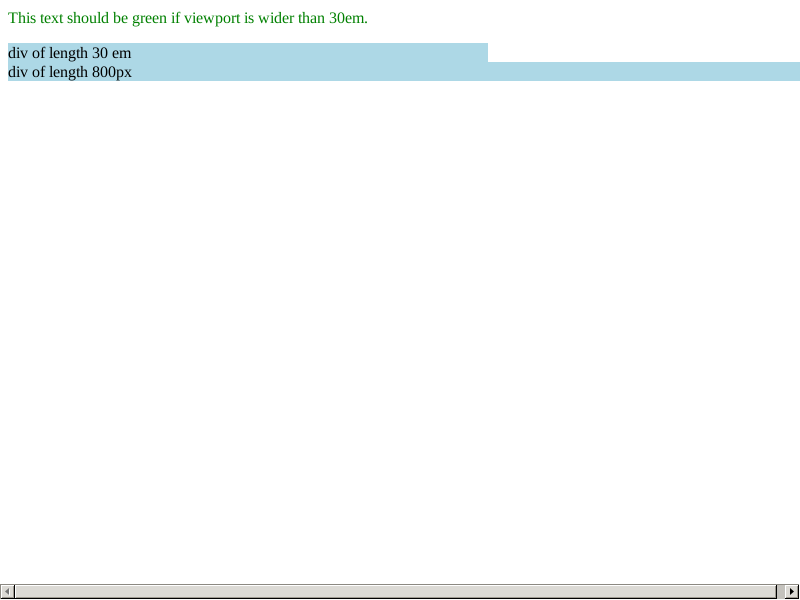 This text should be green if viewport is wider than 30em.
div of length 30 em
div of length 800px